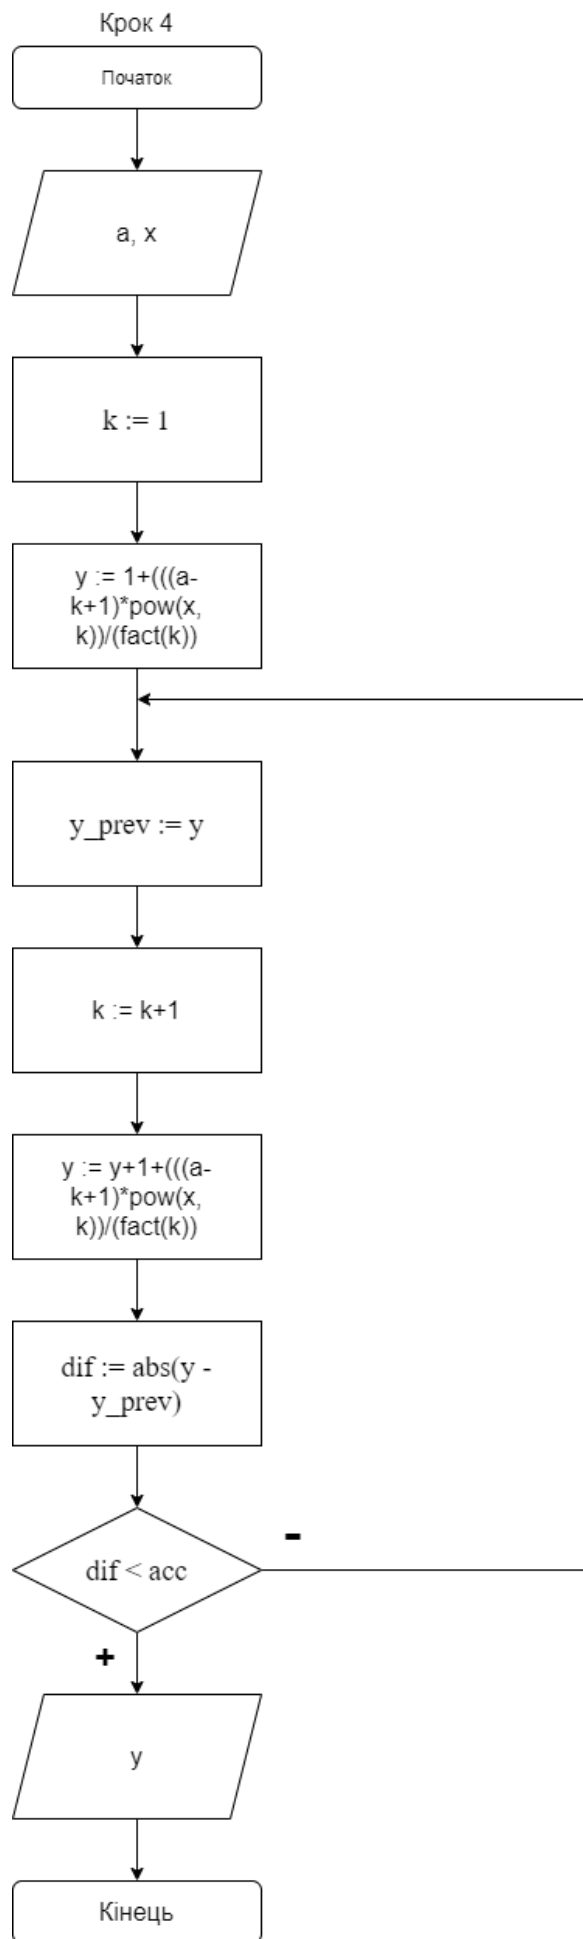 Крок 4
Початок
a, x
k := 1
y := 1+(((a-
k+1)*pow(x,
k))/(fact(k))
y_prev := y
k := k+1
y := y+1+(((a-
k+1)*pow(x,
k))/(fact(k))
dif := abs(y -
y_prev)
-
dif < acc
+
y
Кінець